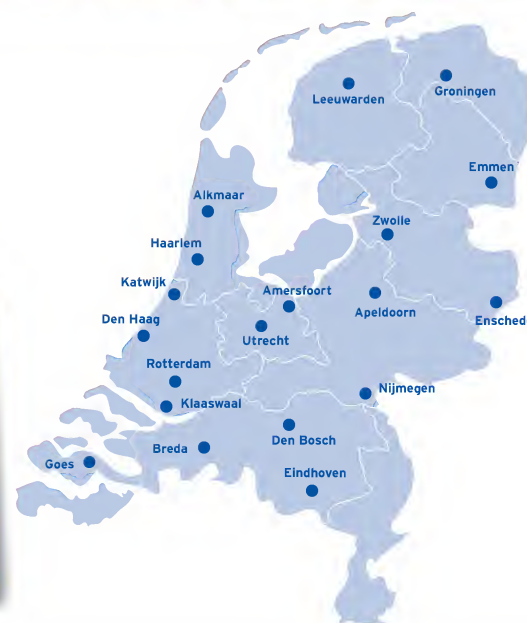 Groningen
Leeuwarden
Emmen
Alkmaar
Zwolle
Haarlem
Katwijk
Amersfoort
Apeldoorn
Ensched
Den Haag
Utrecht
Rotterdam
Nijmegen
Klaaswaal
Den Bosch
Breda
Goes
Eindhoven